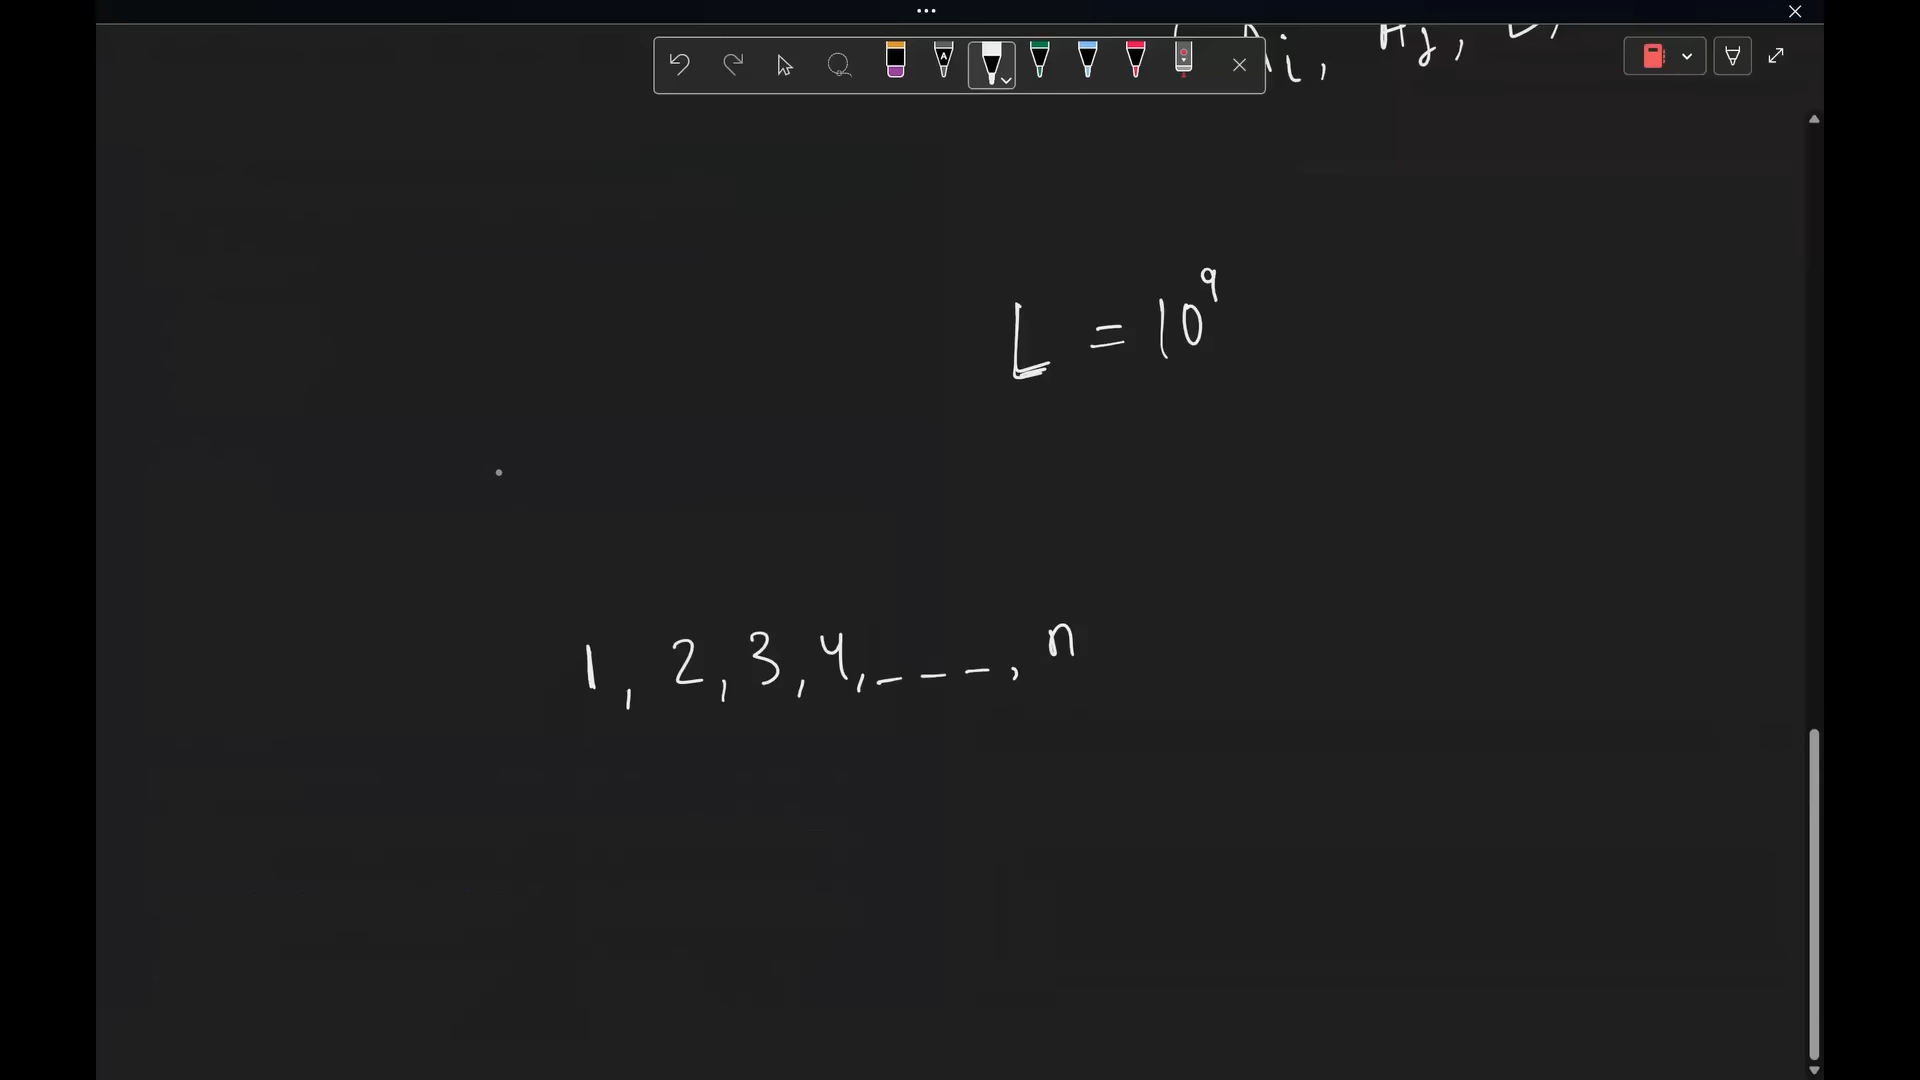 L = 10^9
1, 2, 3, 4, _ _ _, n